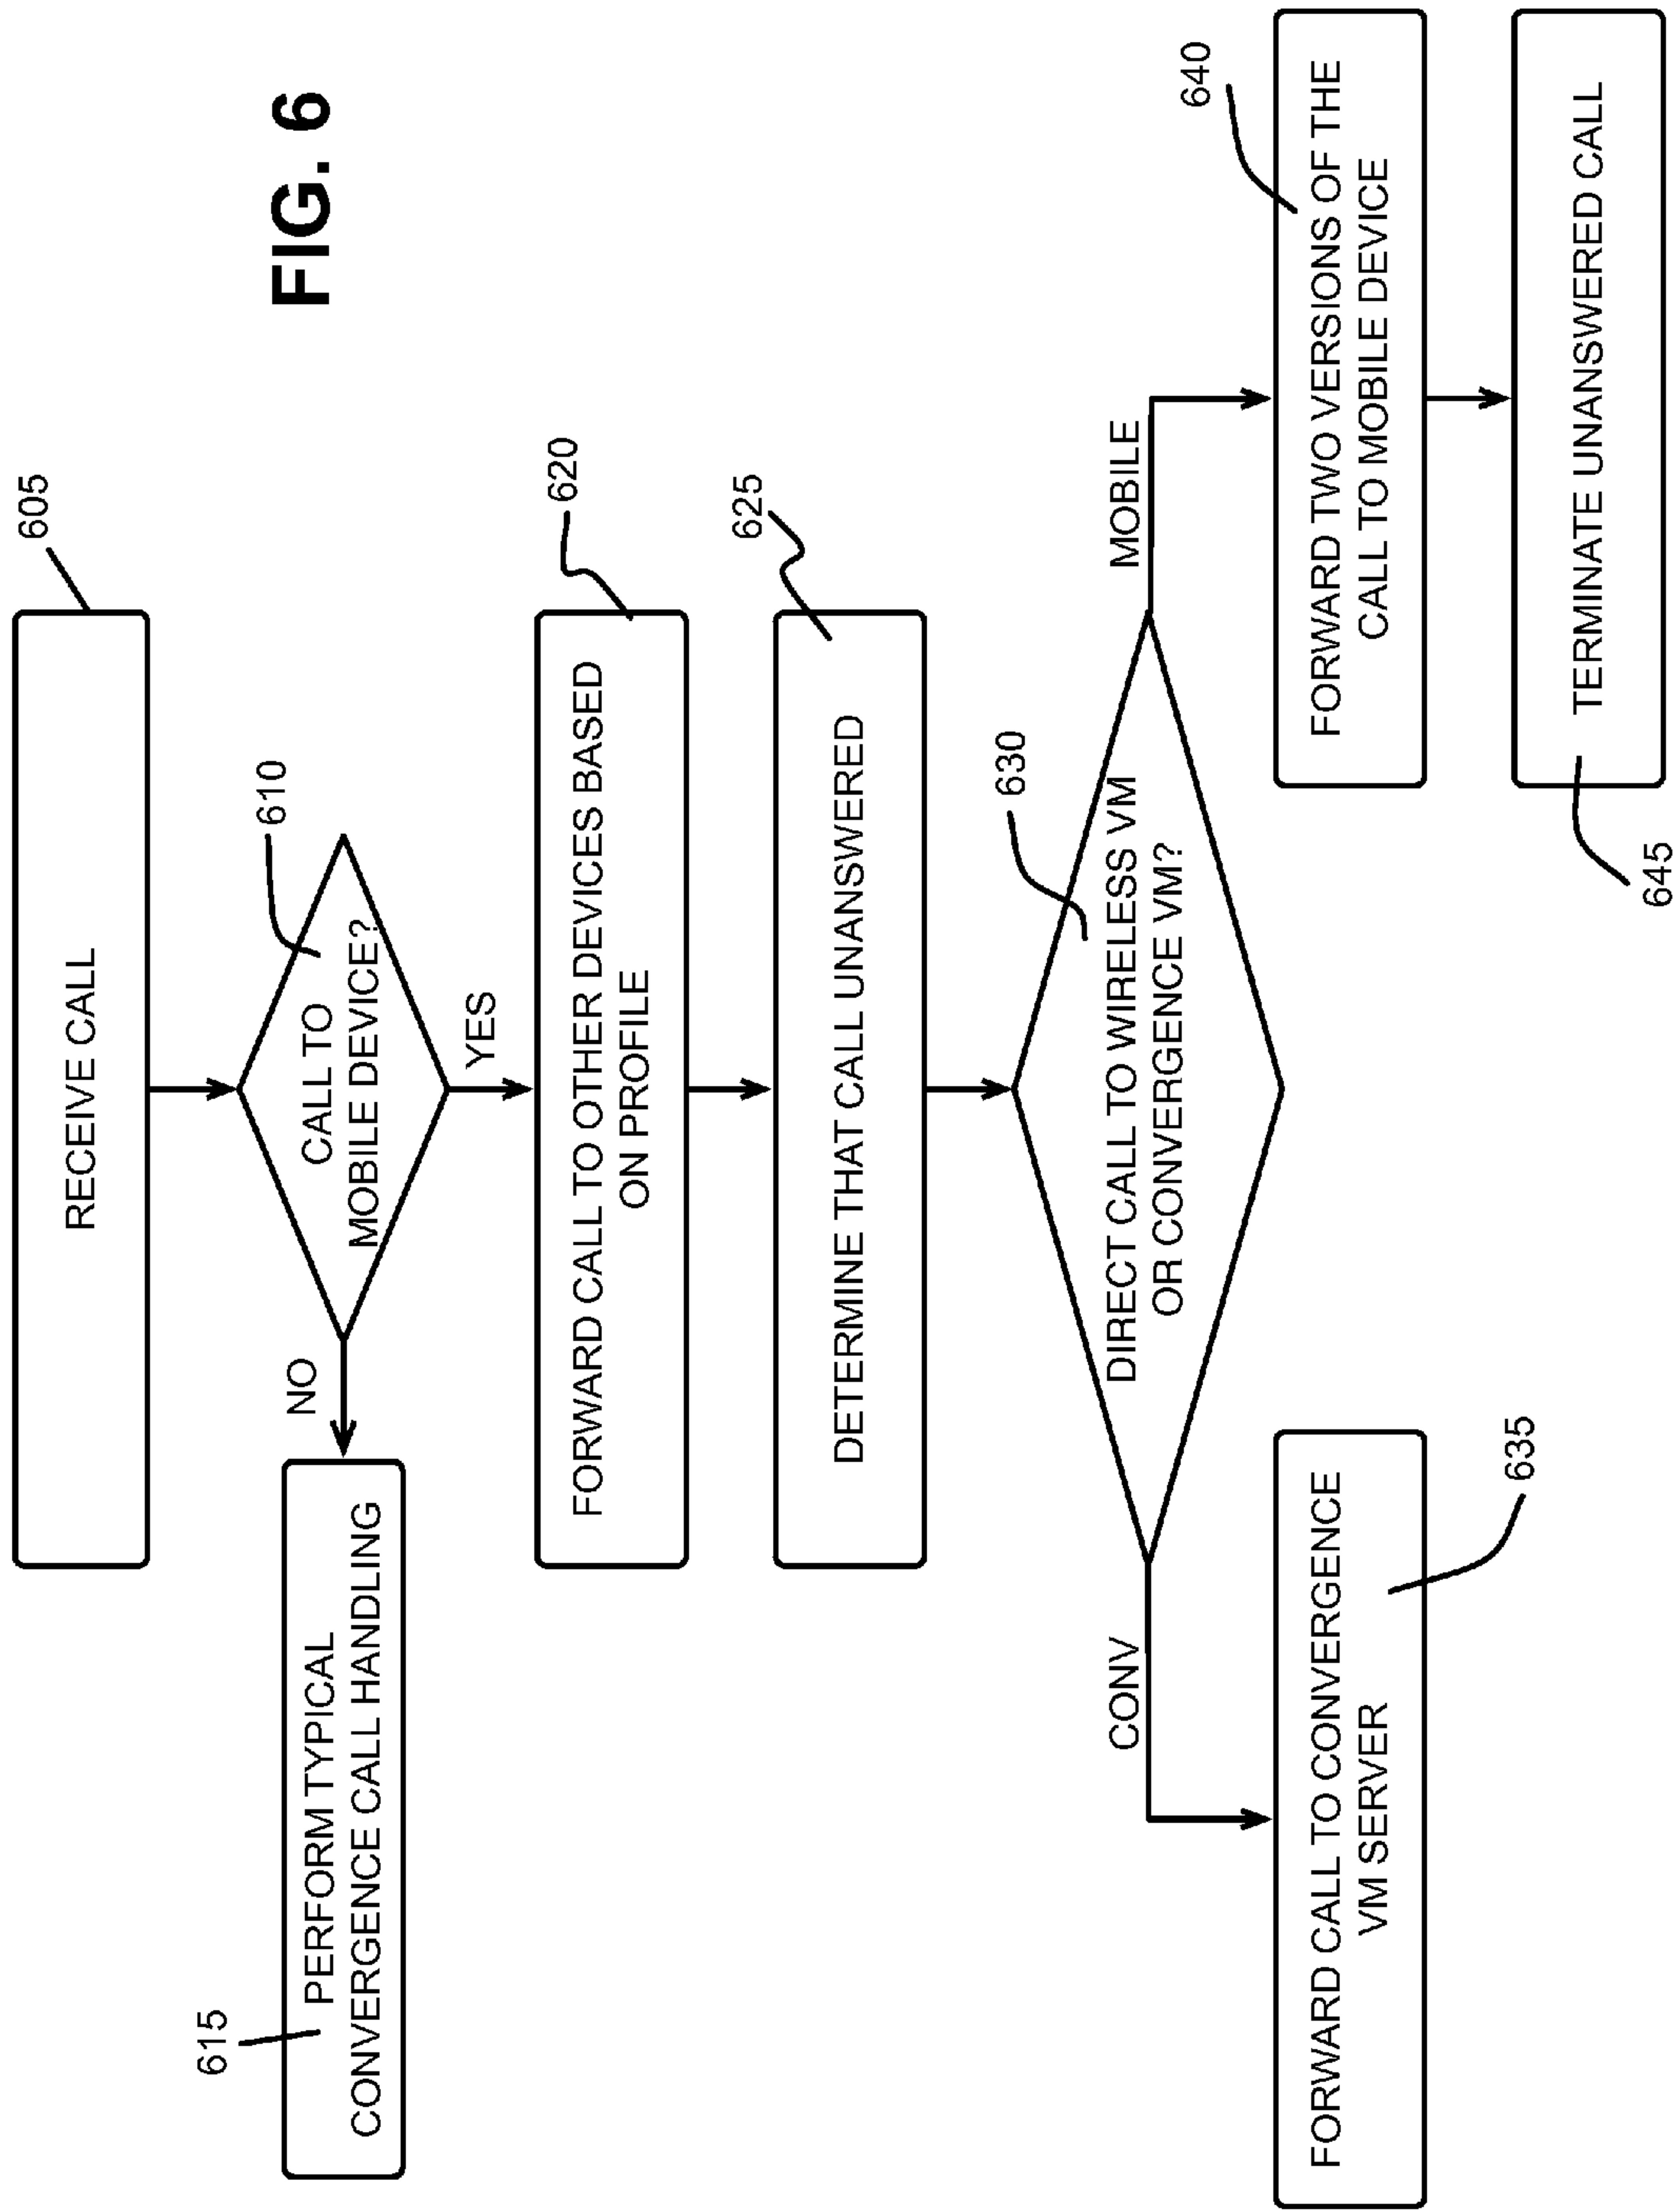 FIG. 6
605
RECEIVE CALL
610
CALL TO
MOBILE DEVICE?
NO
YES
615
PERFORM TYPICAL
CONVERGENCE CALL HANDLING
620
FORWARD CALL TO OTHER DEVICES BASED
ON PROFILE
625
DETERMINE THAT CALL UNANSWERED
630
DIRECT CALL TO WIRELESS VM
OR CONVERGENCE VM?
CONV
MOBILE
FORWARD CALL TO CONVERGENCE
VM SERVER
635
640
FORWARD TWO VERSIONS OF THE
CALL TO MOBILE DEVICE
645
TERMINATE UNANSWERED CALL